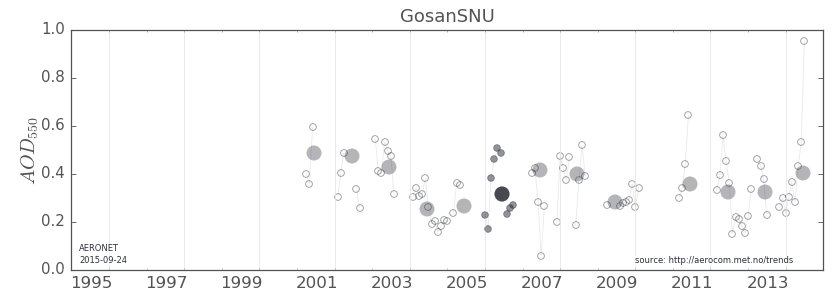 GosanSNU
1.0
0.8
0.6
0.4
0.2
0.0
AOD550
AERONET
2015-09-24
source: http://aerocom.met.no/trends
1995 1997 1999 2001 2003 2005 2007 2009 2011 2013